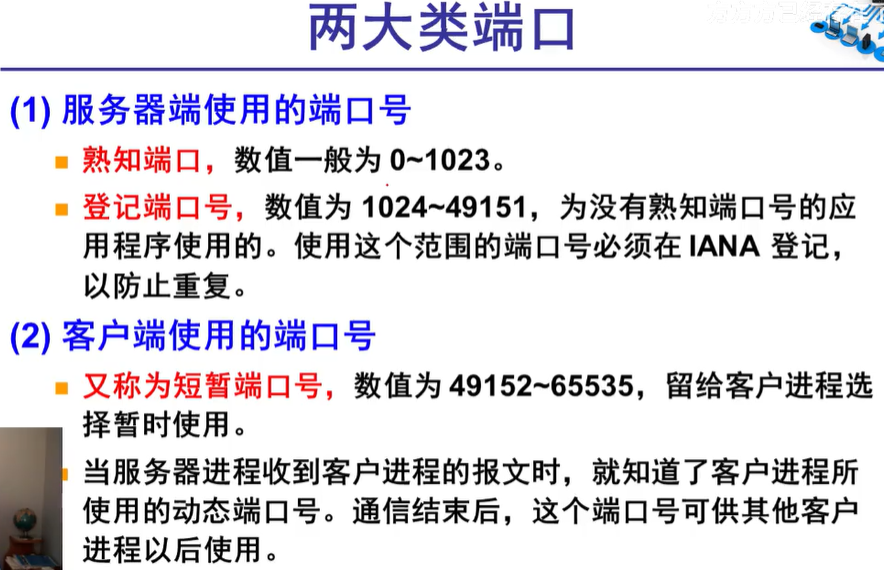 两大类端口
(1) 服务器端使用的端口号
熟知端口，数值一般为 0~1023。
登记端口号，数值为 1024~49151，为没有熟知端口号的应
用程序使用的。使用这个范围的端口号必须在 IANA 登记，
以防止重复。
(2) 客户端使用的端口号
又称为短暂端口号，数值为 49152~65535，留给客户进程选
择暂时使用。
当服务器进程收到客户进程的报文时，就知道了客户进程所
使用的动态端口号。通信结束后，这个端口号可供其他客户
进程以后使用。